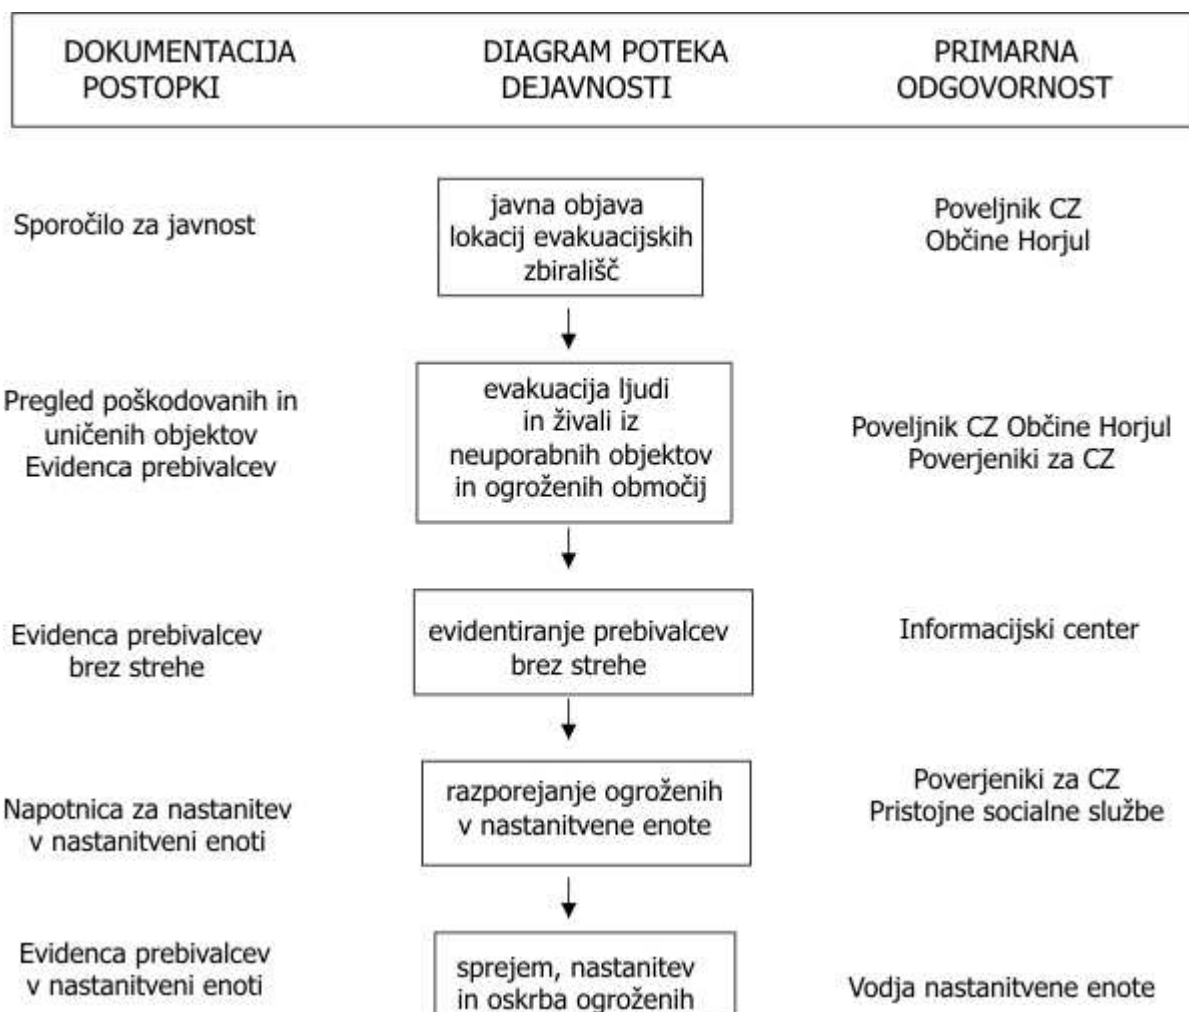 DOKUMENTACIJA
POSTOPKI
DIAGRAM POTEKA
DEJAVNOSTI
PRIMARNA
ODGOVORNOST
Sporočilo za javnost
javna objava
lokacij evakuacijskih
zbirališč
Poveljnik CZ
Občine Horjul
Pregled poškodovanih in
uničenih objektov
Evidenca prebivalcev
evakuacija ljudi
in živali iz
neuporabnih objektov
in ogroženih območij
Poveljnik CZ Občine Horjul
Poverjeniki za CZ
Evidenca prebivalcev
brez strehe
evidentiranje prebivalcev
brez strehe
Informacijski center
Napotnica za nastanitev
v nastanitveni enoti
razporejanje ogroženih
v nastanitvene enote
Poverjeniki za CZ
Pristojne socialne službe
Evidenca prebivalcev
v nastanitveni enoti
sprejem, nastanitev
in oskrba ogroženih
Vodja nastanitvene enote